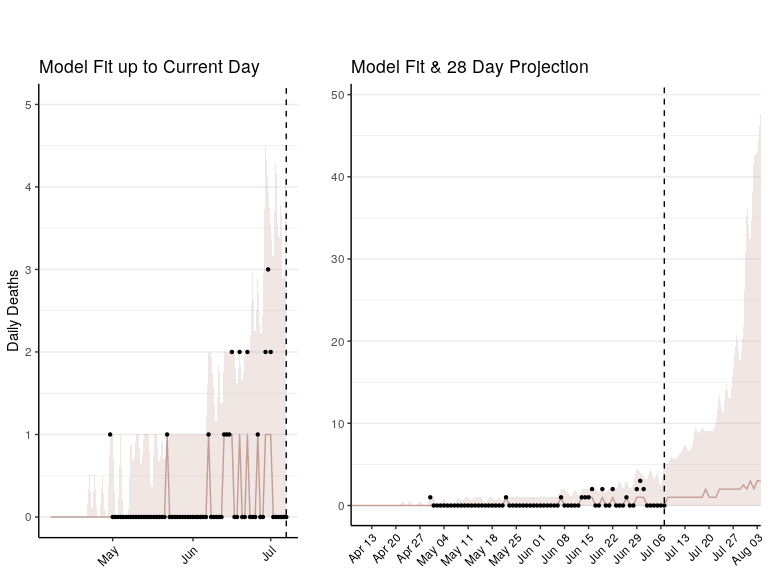 Model Fit up to Current Day
Model Fit & 28 Day Projection
Daily Deaths
5
4
3
2
1
0
May
Jun
Jul
50
40
30
20
10
0
Apr 13
Apr 20
Apr 27
May 04
May 11
May 18
May 25
Jun 01
Jun 08
Jun 15
Jun 22
Jun 29
Jul 06
Jul 13
Jul 20
Jul 27
Aug 03